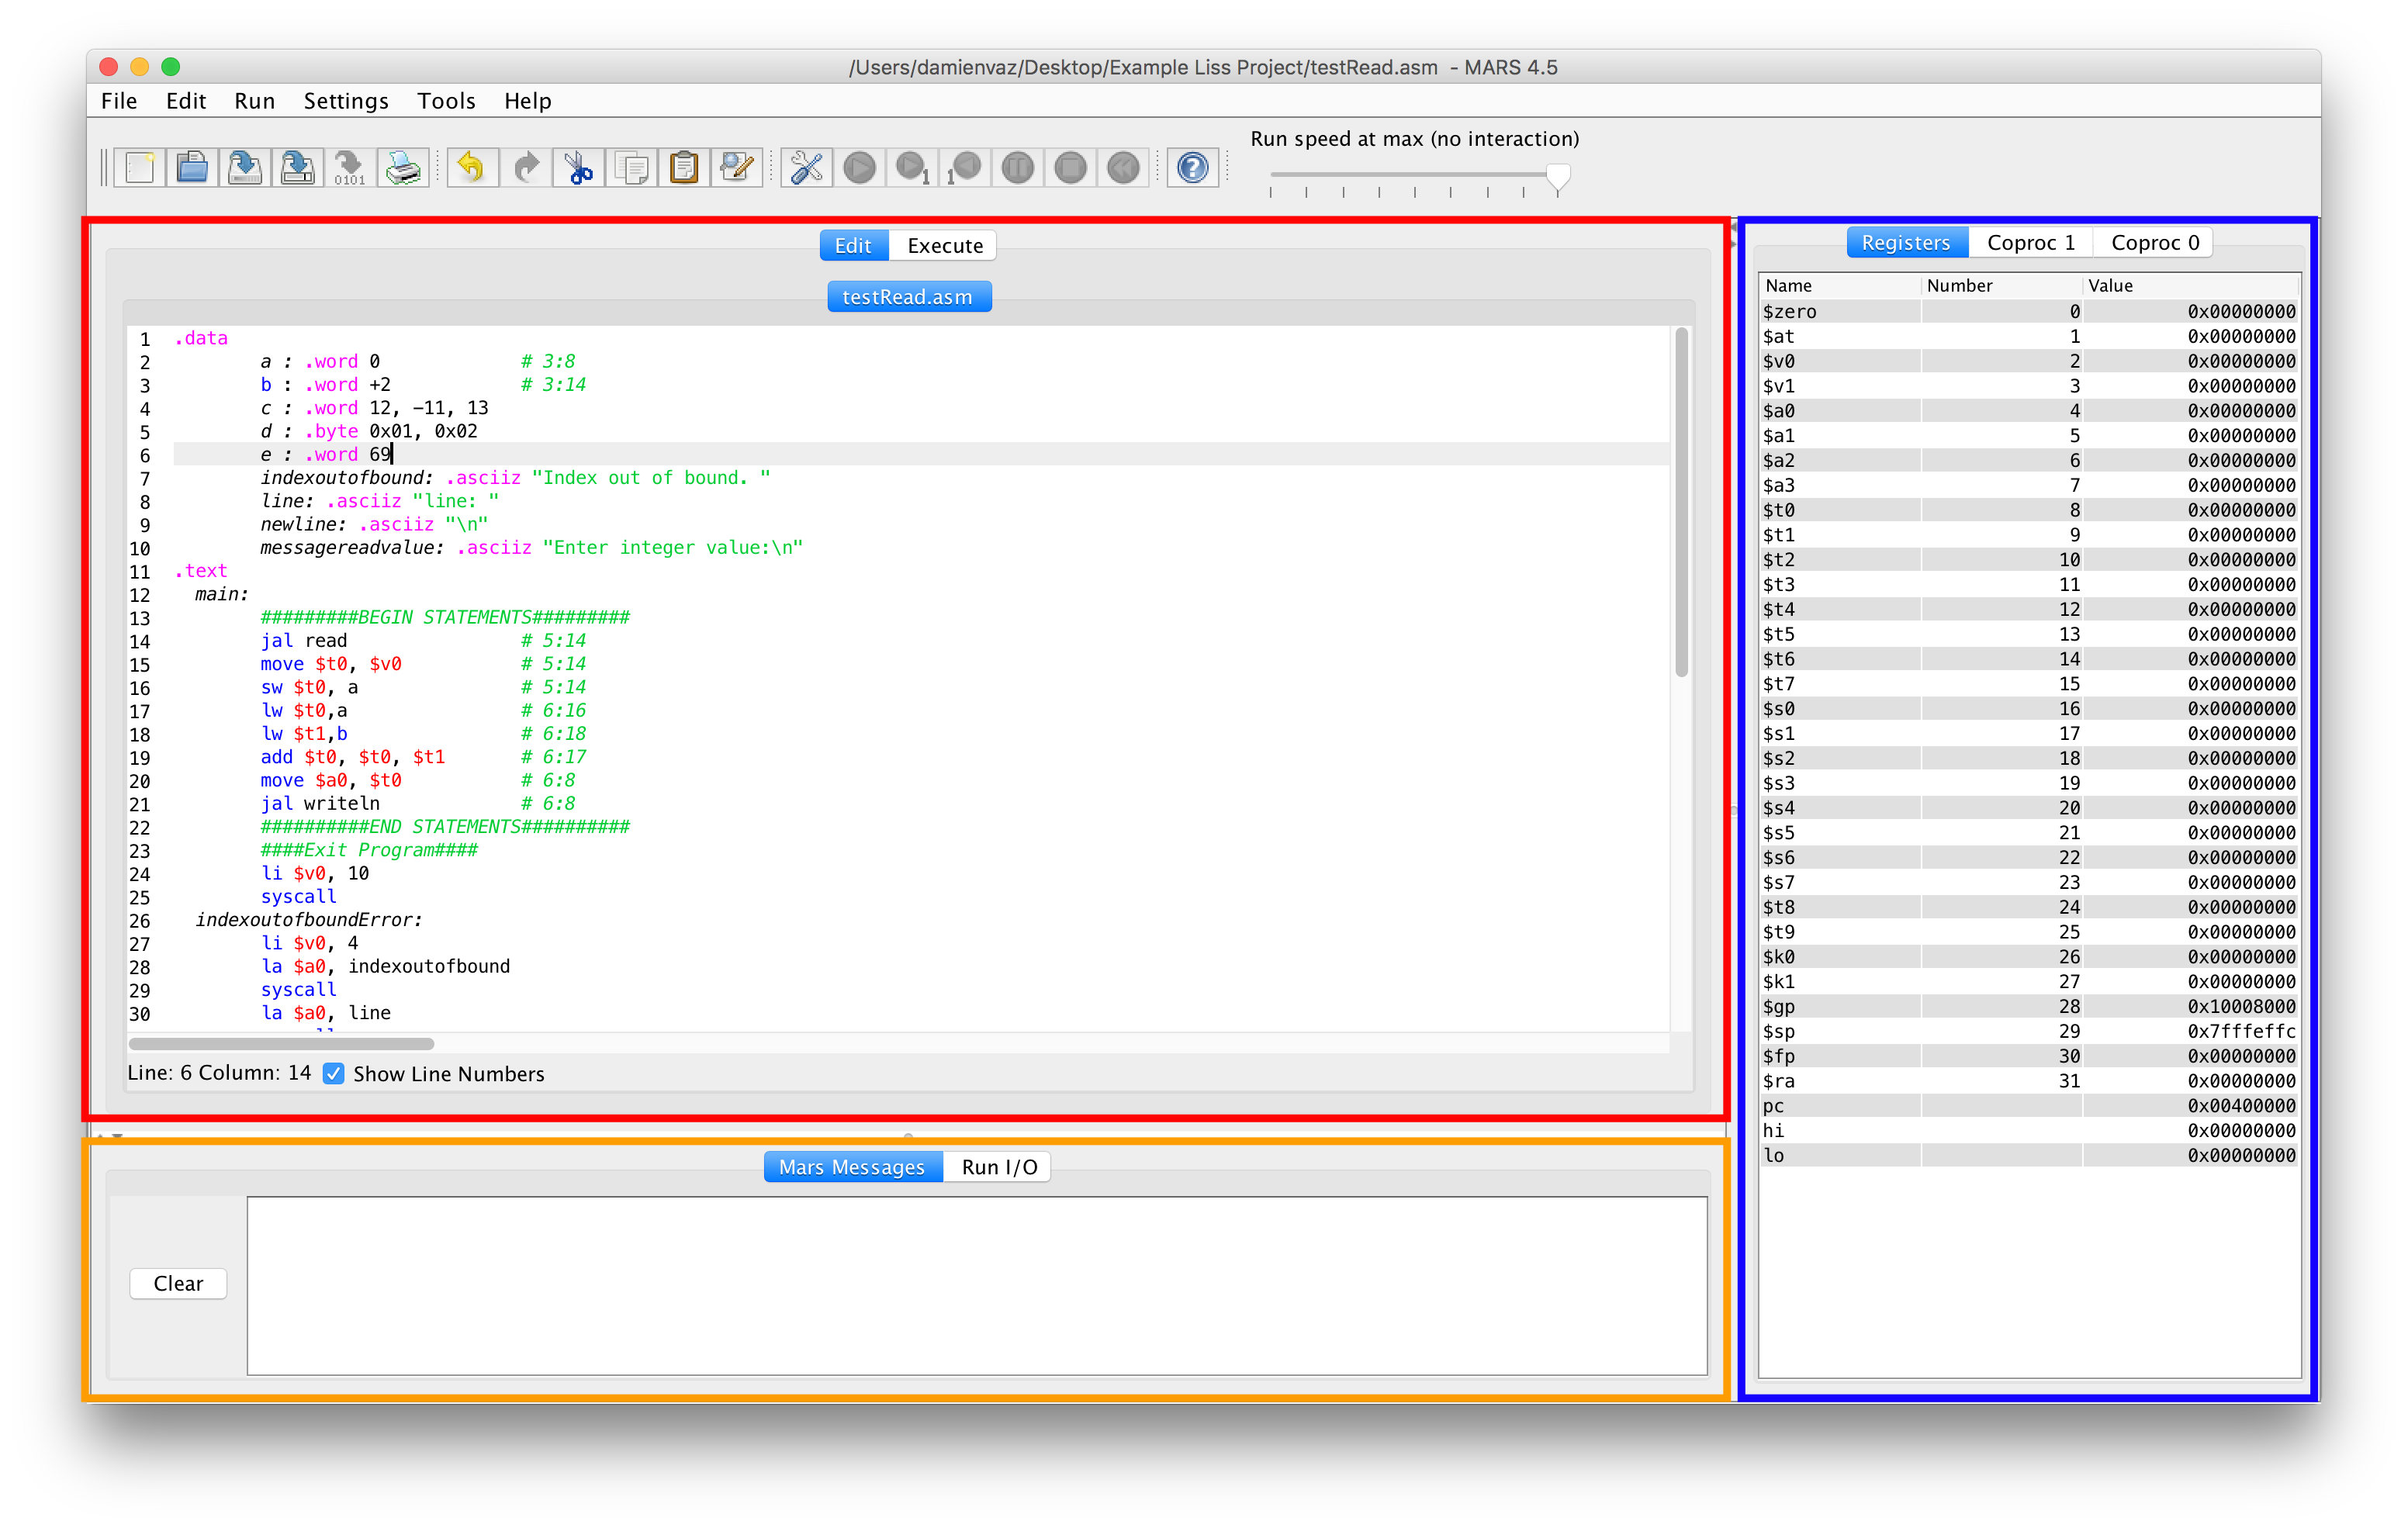 /Users/damienvaz/Desktop/Example Liss Project/testRead.asm - MARS 4.5
File Edit Run Settings Tools Help
Run speed at max (no interaction)
0101 1 1 ?
Edit Execute
testRead.asm
1 .data
2 a : .word 0 # 3:8
3 b : .word +2 # 3:14
4 c : .word 12, -11, 13
5 d : .byte 0x01, 0x02
6 e : .word 69
7 indexoutofbound: .asciiz "Index out of bound. "
8 line: .asciiz "line: "
9 newline: .asciiz "\n"
10 messagereadvalue: .asciiz "Enter integer value:\n"
11 .text
12 main:
13 #########BEGIN STATEMENTS#########
14 jal read # 5:14
15 move $t0, $v0 # 5:14
16 sw $t0, a # 5:14
17 lw $t0,a # 6:16
18 lw $t1,b # 6:18
19 add $t0, $t0, $t1 # 6:17
20 move $a0, $t0 # 6:8
21 jal writeln # 6:8
22 ##########END STATEMENTS##########
23 ####Exit Program####
24 li $v0, 10
25 syscall
26 indexoutofboundError:
27 li $v0, 4
28 la $a0, indexoutofbound
29 syscall
30 la $a0, line
Line: 6 Column: 14 Show Line Numbers
Mars Messages Run I/O
Clear
Registers Coproc 1 Coproc 0
Name Number Value
$zero 0 0x00000000
$at 1 0x00000000
$v0 2 0x00000000
$v1 3 0x00000000
$a0 4 0x00000000
$a1 5 0x00000000
$a2 6 0x00000000
$a3 7 0x00000000
$t0 8 0x00000000
$t1 9 0x00000000
$t2 10 0x00000000
$t3 11 0x00000000
$t4 12 0x00000000
$t5 13 0x00000000
$t6 14 0x00000000
$t7 15 0x00000000
$s0 16 0x00000000
$s1 17 0x00000000
$s2 18 0x00000000
$s3 19 0x00000000
$s4 20 0x00000000
$s5 21 0x00000000
$s6 22 0x00000000
$s7 23 0x00000000
$t8 24 0x00000000
$t9 25 0x00000000
$k0 26 0x00000000
$k1 27 0x00000000
$gp 28 0x10008000
$sp 29 0x7fffeffc
$fp 30 0x00000000
$ra 31 0x00000000
pc 0x00400000
hi 0x00000000
lo 0x00000000